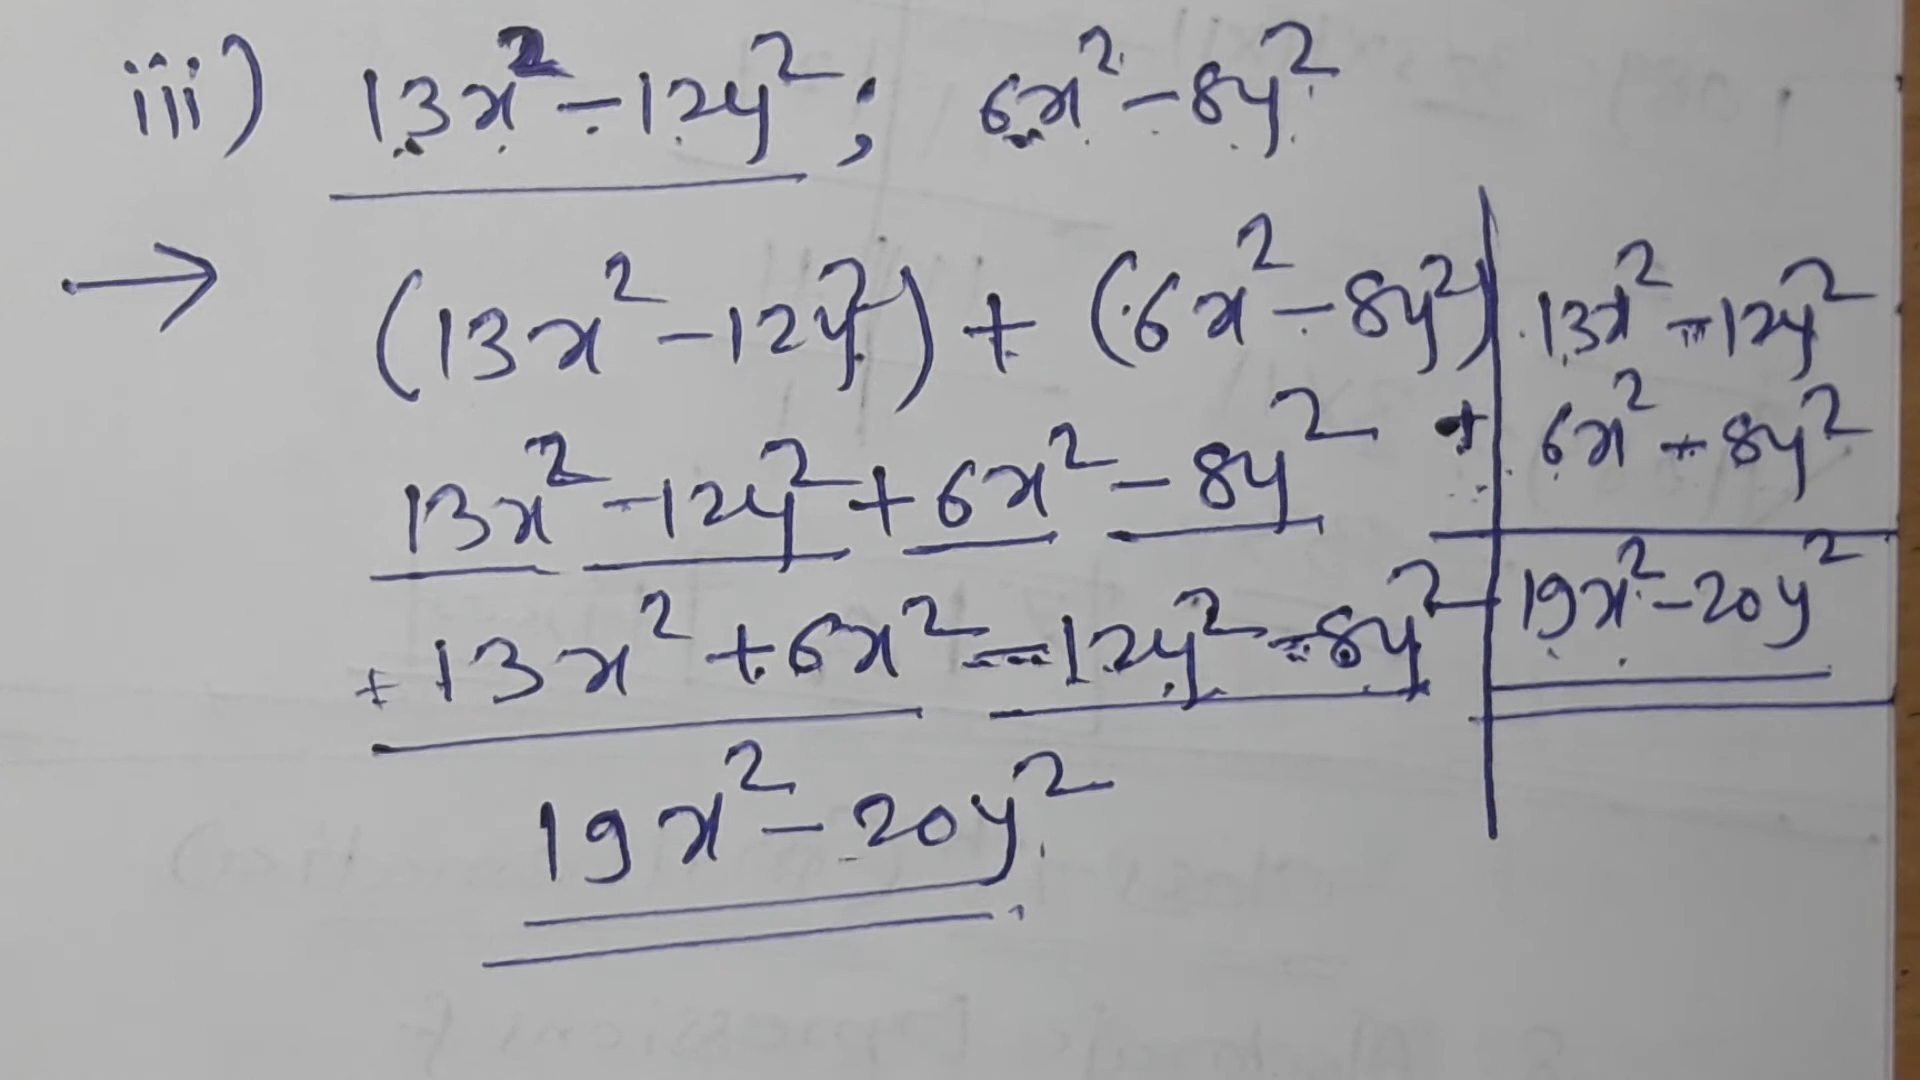 iii) 13x² - 12y² ; 6x² - 8y²
→ (13x² - 12y²) + (6x² - 8y²)
13x² - 12y² + 6x² - 8y²
+ 13x² + 6x² - 12y² - 8y²
19x² - 20y²
13x² - 12y²
+ 6x² - 8y²
19x² - 20y²